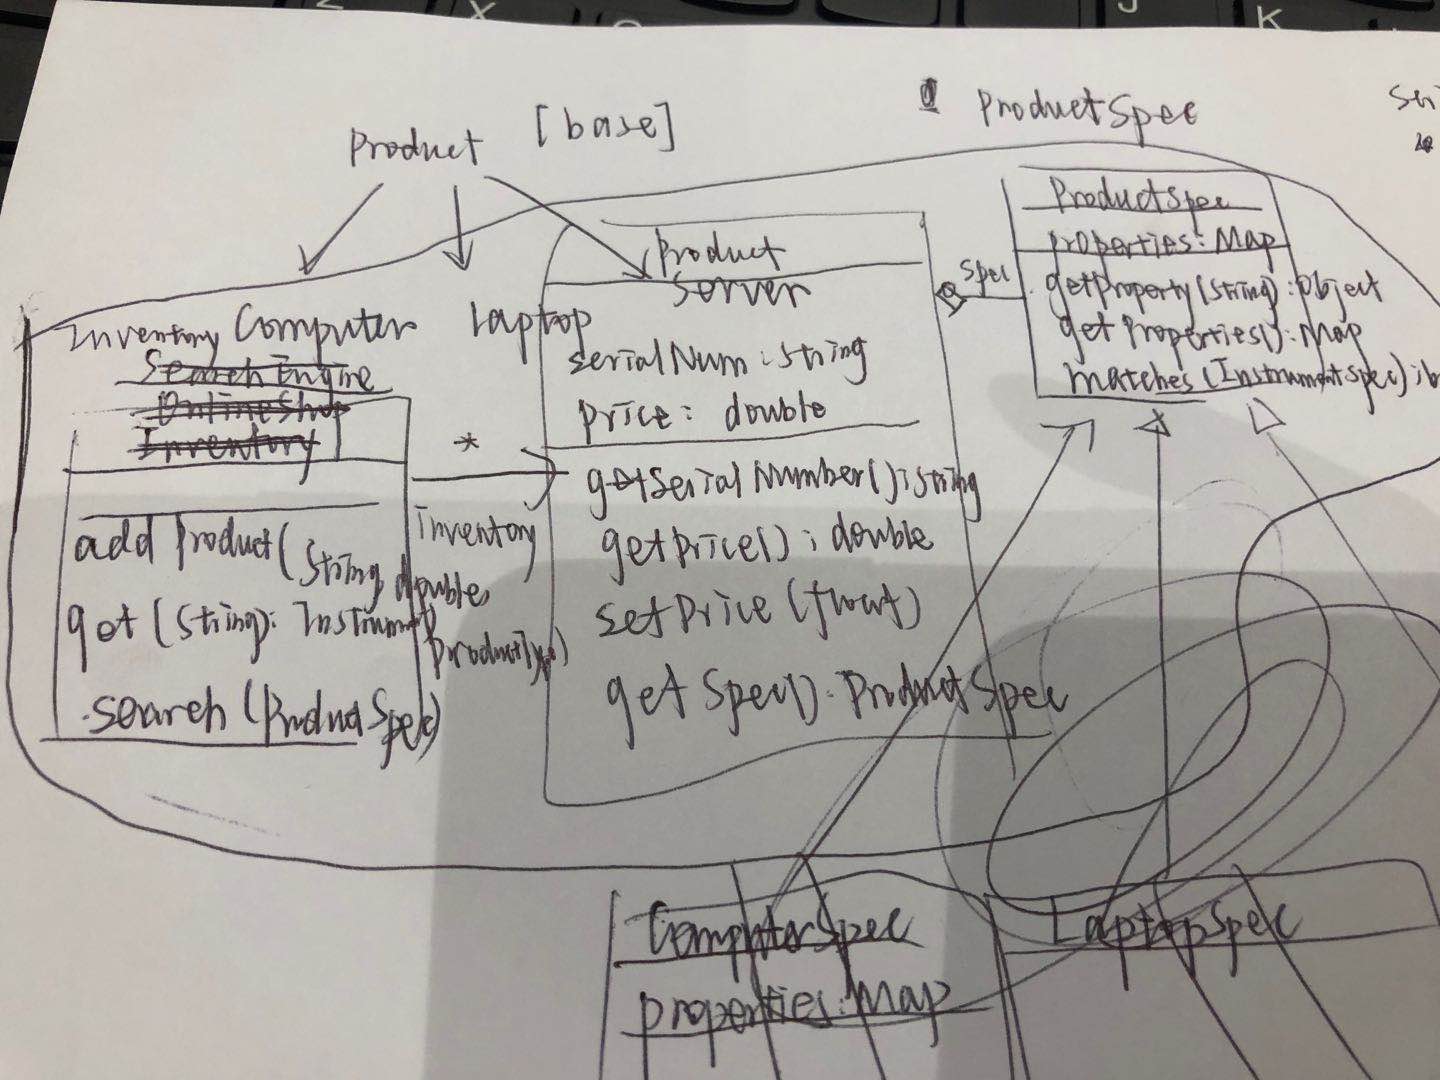 Product [base]
ProductSpec
Computer
Laptop
Server
Inventory
Search Engine
OnlineShop
Inventory
add Product(String, double,
ProductType)
get(String): Instrument
search(ProductSpec)
*
inventory
Product
serialNum: String
Price: double
getSerialNumber(): String
getPrice(): double
setPrice(float)
getSpec(): ProductSpec
spec
ProductSpec
properties: Map
getProperty(String): Object
getProperties(): Map
matches(InstrumentSpec): b
ComputerSpec
properties: Map
LaptopSpec